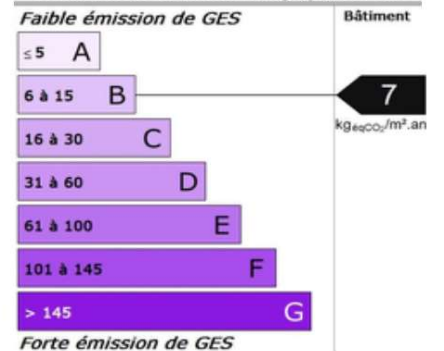 Faible émission de GES
Bâtiment
≤ 5 A
6 à 15 B
7
kgéqCO₂/m².an
16 à 30 C
31 à 60 D
61 à 100 E
101 à 145 F
> 145 G
Forte émission de GES